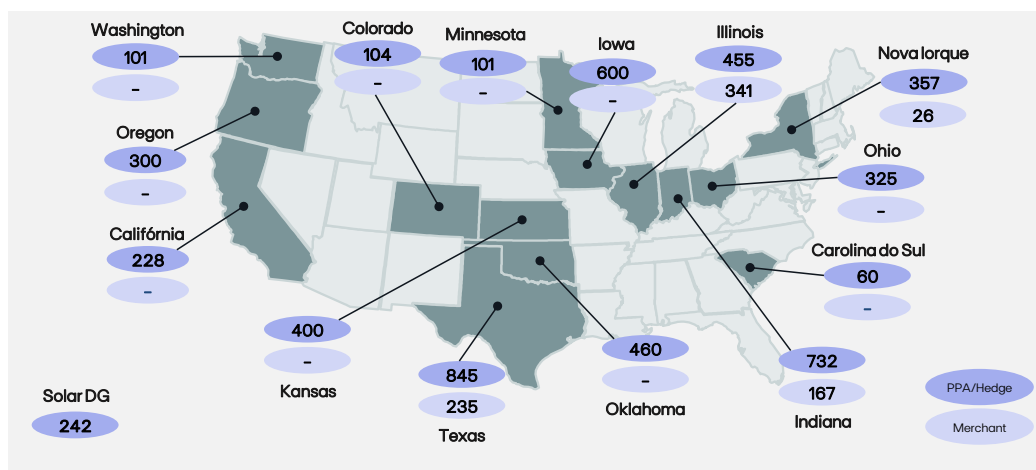 Washington
101
-
Colorado
104
-
Minnesota
101
-
Iowa
600
-
Illinois
455
341
Nova Iorque
357
26
Oregon
300
-
Ohio
325
-
Califórnia
228
-
Carolina do Sul
60
-
400
-
Kansas
845
235
Texas
460
-
Oklahoma
732
167
Indiana
Solar DG
242
PPA/Hedge
Merchant